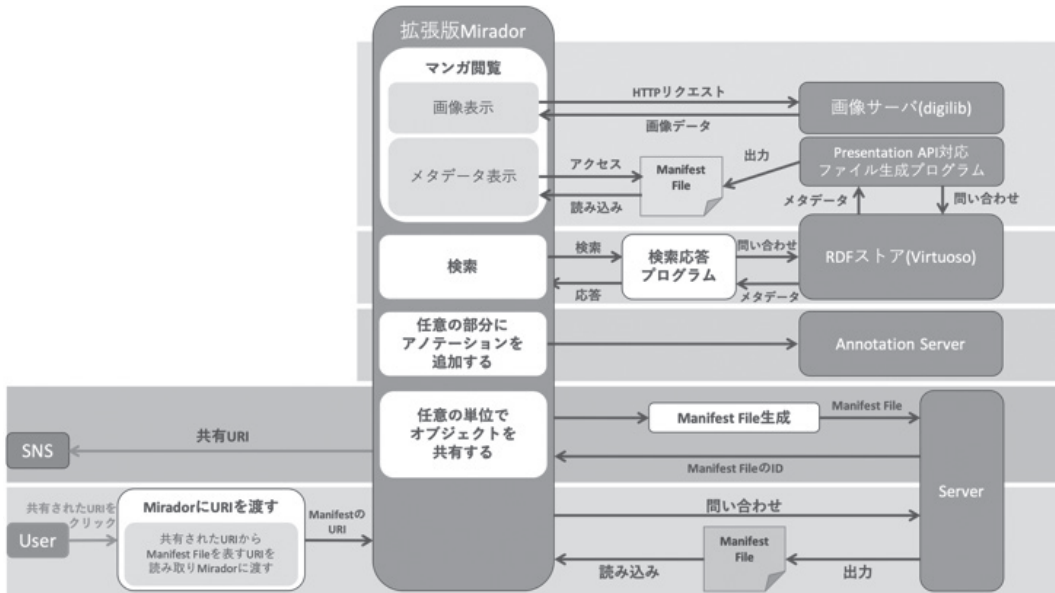 拡張版Mirador
マンガ閲覧
画像表示
HTTPリクエスト
画像データ
画像サーバ(digilib)
メタデータ表示
アクセス
読み込み
Manifest
File
出力
Presentation API対応
ファイル生成プログラム
メタデータ
問い合わせ
検索
検索
応答
検索応答
プログラム
問い合わせ
メタデータ
RDFストア(Virtuoso)
任意の部分に
アノテーションを
追加する
Annotation Server
任意の単位で
オブジェクトを
共有する
Manifest File生成
Manifest File
Manifest FileのID
Server
SNS
共有URI
User
共有されたURIを
クリック
MiradorにURIを渡す
共有されたURIから
Manifest Fileを表すURIを
読み取りMiradorに渡す
Manifestの
URI
問い合わせ
読み込み
Manifest
File
出力